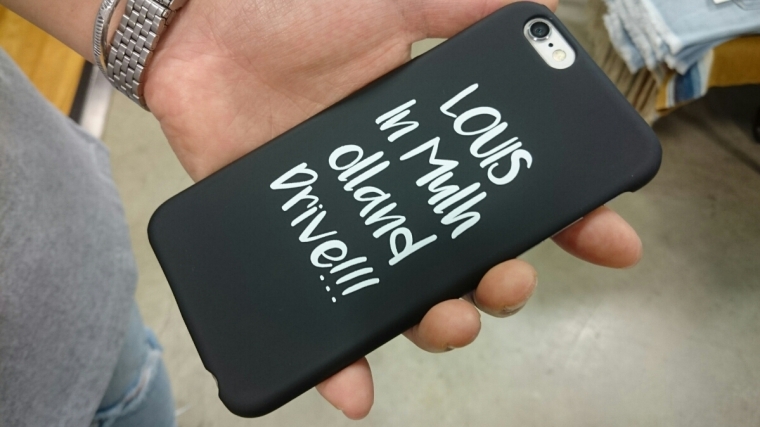 LOUIS
In Mulh
olland
Drive!!!